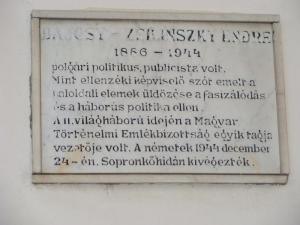 BAJCSY - ZSILINSZKY ENDRE
1886 - 1944
polgári politikus, publicista volt.
Mint ellenzéki képviselő szót emelt a
baloldali elemek üldözése a fasizálódás
és a háborús politika ellen.
A II. világháború idején a Magyar
Történelmi Emlékbizottság egyik tagja
vezetője volt. A németek 1944 december
24-én. Sopronkőhidán kivégezték.